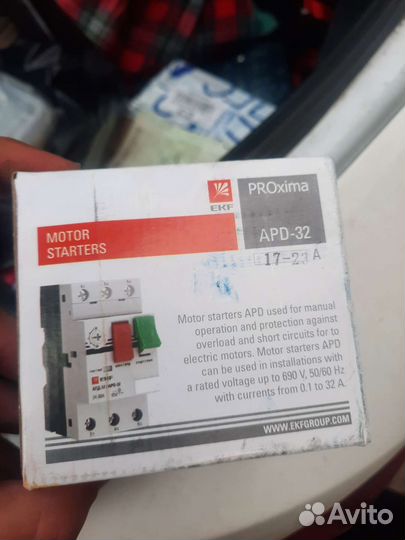 EKF
PROxima
MOTOR
STARTERS
APD-32
17-23A
Motor starters APD used for manual
operation and protection against
overload and short circuits for to
electric motors. Motor starters APD
can be used in installations with
a rated voltage up to 690 V, 50/60 Hz
with currents from 0.1 to 32 A.
WWW.EKFGROUP.COM
Avito